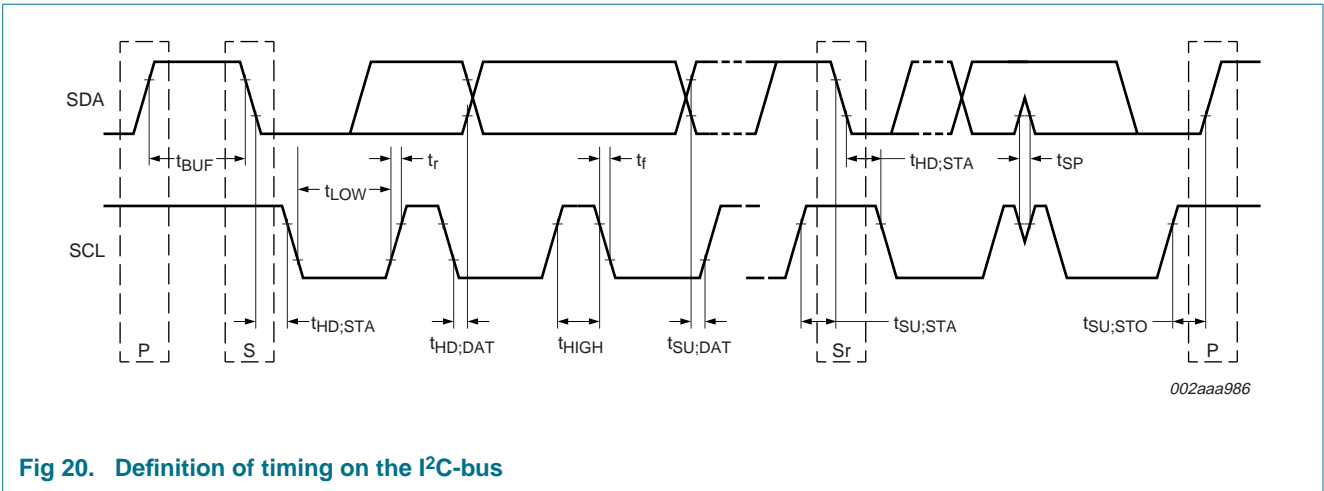 SDA
tBUF
tr
tf
tHD;STA
tSP
tLOW
SCL
tHD;STA
tHD;DAT
tHIGH
tSU;DAT
tSU;STA
tSU;STO
P
S
Sr
P
002aaa986
Fig 20. Definition of timing on the I²C-bus